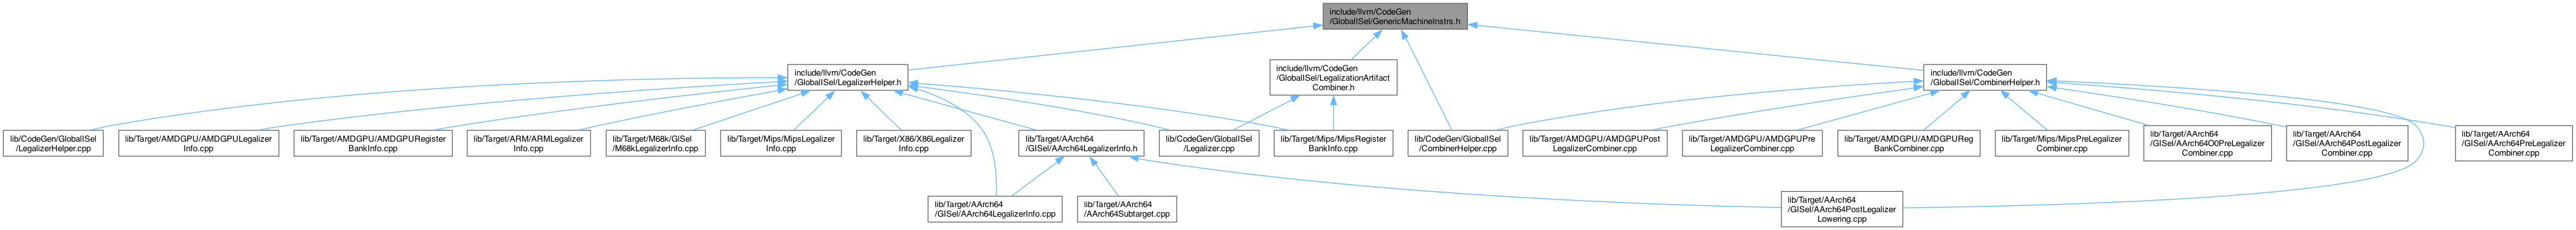 include/llvm/CodeGen
/GlobalISel/GenericMachineInstrs.h
include/llvm/CodeGen
/GlobalISel/LegalizerHelper.h
include/llvm/CodeGen
/GlobalISel/LegalizationArtifact
Combiner.h
include/llvm/CodeGen
/GlobalISel/CombinerHelper.h
lib/CodeGen/GlobalISel
/LegalizerHelper.cpp
lib/Target/AMDGPU/AMDGPULegalizer
Info.cpp
lib/Target/AMDGPU/AMDGPURegister
BankInfo.cpp
lib/Target/ARM/ARMLegalizer
Info.cpp
lib/Target/M68k/GISel
/M68kLegalizerInfo.cpp
lib/Target/Mips/MipsLegalizer
Info.cpp
lib/Target/X86/X86Legalizer
Info.cpp
lib/Target/AArch64
/GISel/AArch64LegalizerInfo.h
lib/CodeGen/GlobalISel
/Legalizer.cpp
lib/Target/Mips/MipsRegister
BankInfo.cpp
lib/CodeGen/GlobalISel
/CombinerHelper.cpp
lib/Target/AMDGPU/AMDGPUPost
LegalizerCombiner.cpp
lib/Target/AMDGPU/AMDGPUPre
LegalizerCombiner.cpp
lib/Target/AMDGPU/AMDGPUReg
BankCombiner.cpp
lib/Target/Mips/MipsPreLegalizer
Combiner.cpp
lib/Target/AArch64
/GISel/AArch64O0PreLegalizer
Combiner.cpp
lib/Target/AArch64
/GISel/AArch64PostLegalizer
Combiner.cpp
lib/Target/AArch64
/GISel/AArch64PreLegalizer
Combiner.cpp
lib/Target/AArch64
/GISel/AArch64LegalizerInfo.cpp
lib/Target/AArch64
/AArch64Subtarget.cpp
lib/Target/AArch64
/GISel/AArch64PostLegalizer
Lowering.cpp